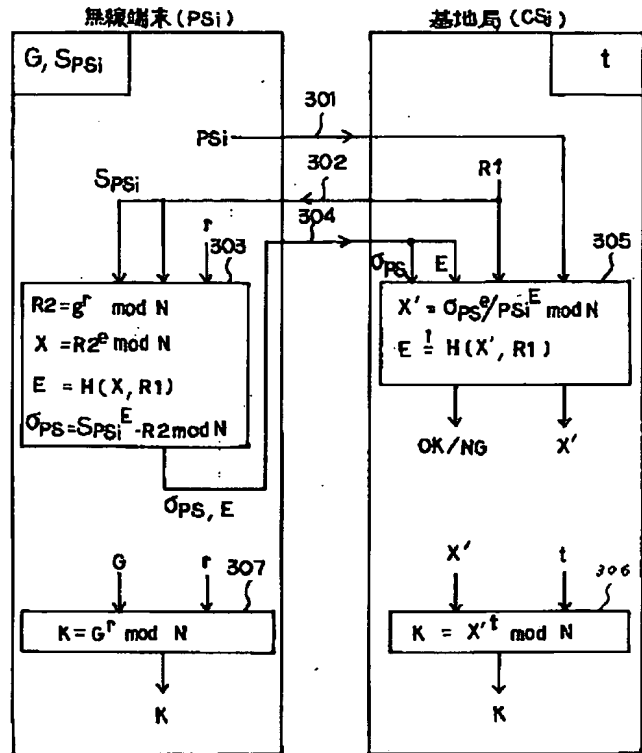 無線端末(PSi)
基地局(CSi)
G, SPSi
t
301
PSi
302
R1
SPSi
304
r
303
σPS
E
305
R2=g^r mod N
X=R2^e mod N
E=H(X, R1)
σPS=SPSi^E·R2 mod N
X'=σPS^e/PSi^E mod N
E ≟ H(X', R1)
OK/NG
X'
σPS, E
G
r
307
X'
t
306
K=G^r mod N
K = X'^t mod N
K
K